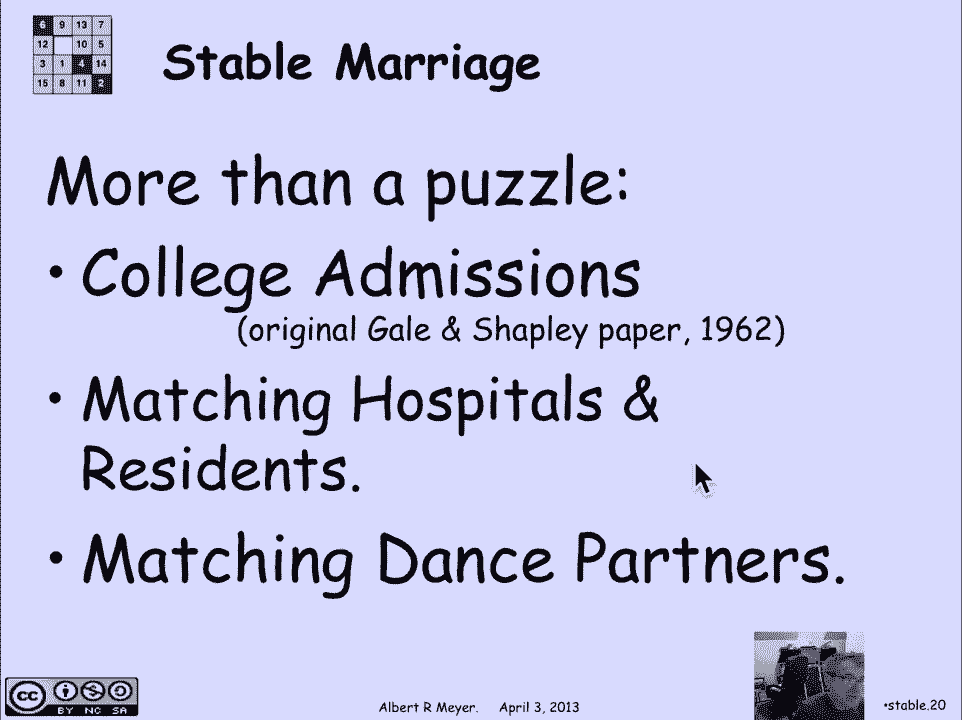 6 9 13 7
12 10 5
3 1 4 14
15 8 11 2
Stable Marriage
More than a puzzle:
• College Admissions
(original Gale & Shapley paper, 1962)
• Matching Hospitals &
Residents.
• Matching Dance Partners.
cc
BY NC SA
Albert R Meyer. April 3, 2013
•stable.20